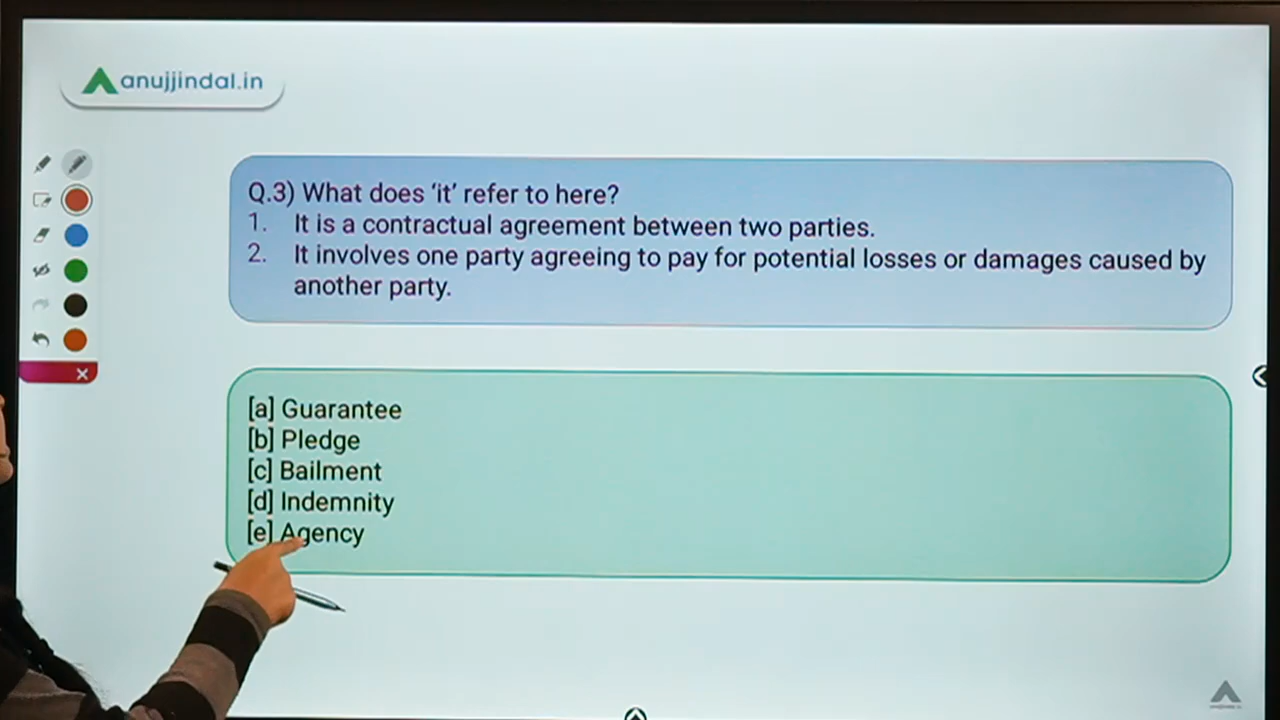 anujjindal.in
Q.3) What does ‘it’ refer to here?
1. It is a contractual agreement between two parties.
2. It involves one party agreeing to pay for potential losses or damages caused by
another party.
[a] Guarantee
[b] Pledge
[c] Bailment
[d] Indemnity
[e] Agency